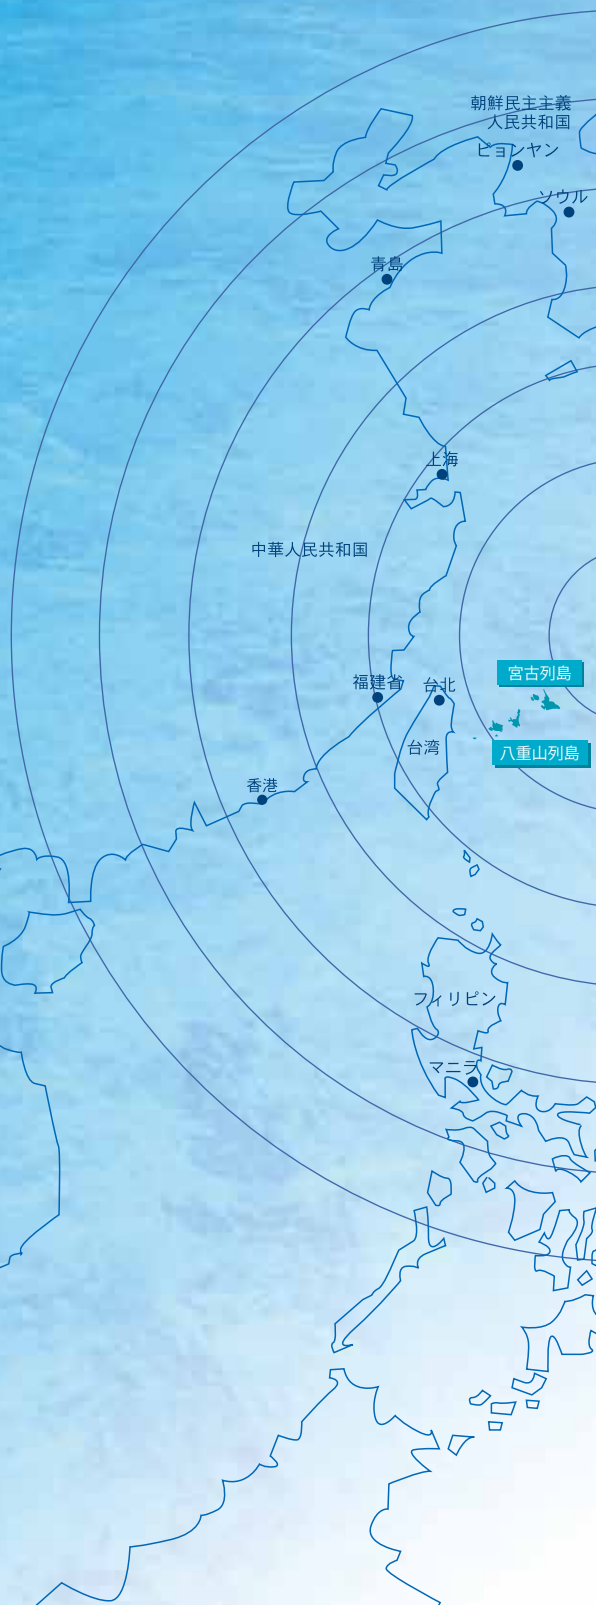 朝鮮民主主義
人民共和国
ピョンヤン
ソウル
青島
上海
中華人民共和国
宮古列島
福建省
台北
台湾
八重山列島
香港
フィリピン
マニラ